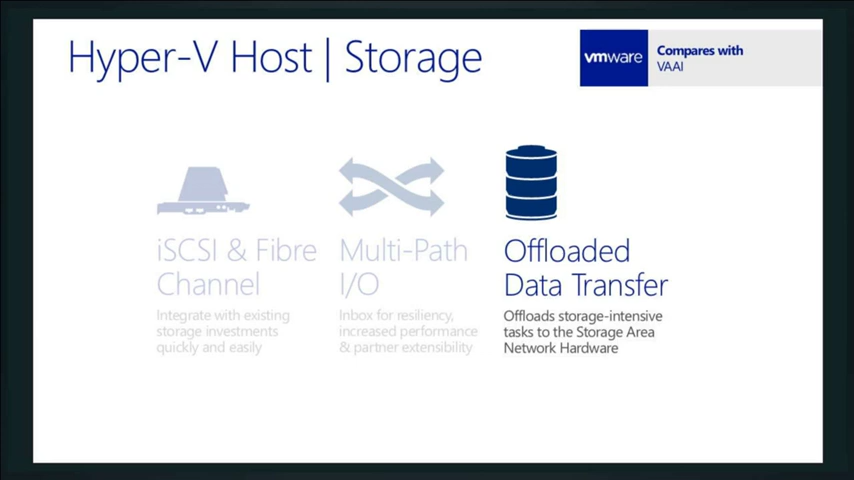 Hyper-V Host | Storage
vmware
Compares with
VAAI
iSCSI & Fibre
Channel
Integrate with existing
storage investments
quickly and easily
Multi-Path
I/O
Inbox for resiliency,
increased performance
& partner extensibility
Offloaded
Data Transfer
Offloads storage-intensive
tasks to the Storage Area
Network Hardware